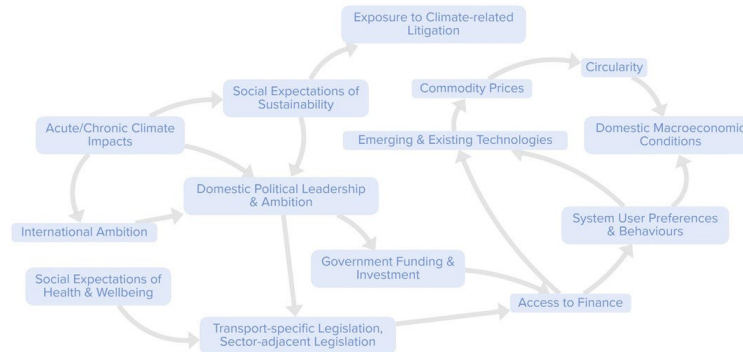 Exposure to Climate-related
Litigation
Circularity
Commodity Prices
Social Expectations of
Sustainability
Acute/Chronic Climate
Impacts
Emerging & Existing Technologies
Domestic Macroeconomic
Conditions
Domestic Political Leadership
& Ambition
System User Preferences
& Behaviours
International Ambition
Government Funding &
Investment
Social Expectations of
Health & Wellbeing
Access to Finance
Transport-specific Legislation,
Sector-adjacent Legislation